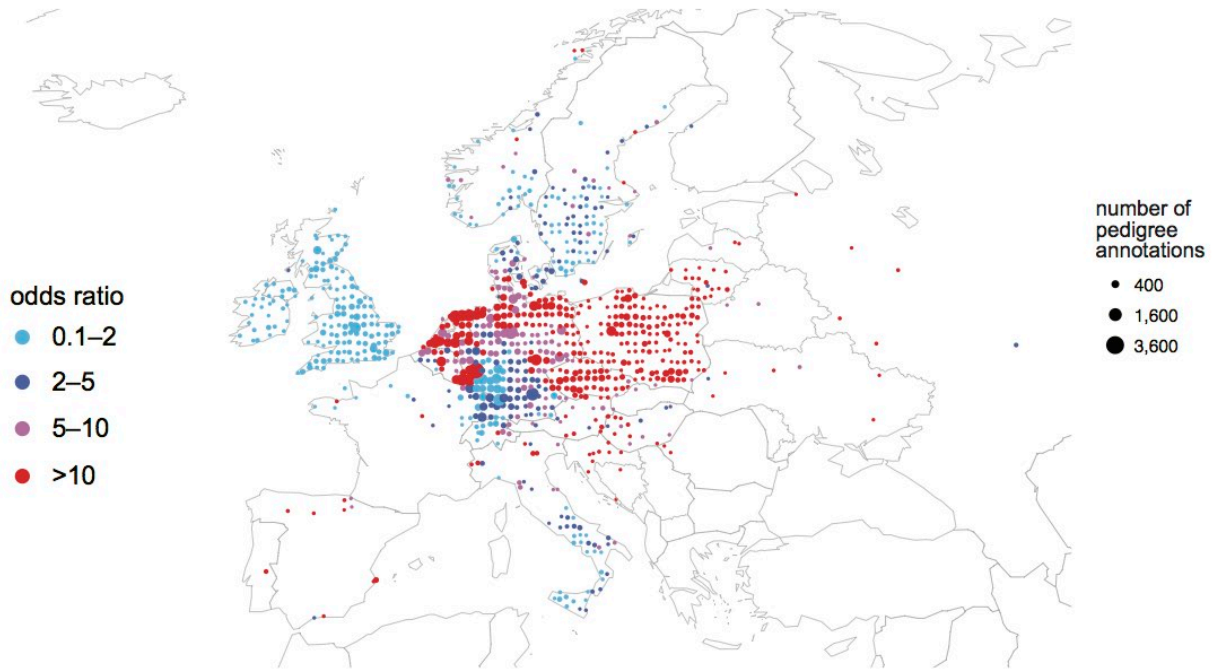 odds ratio
0.1–2
2–5
5–10
>10
number of
pedigree
annotations
400
1,600
3,600